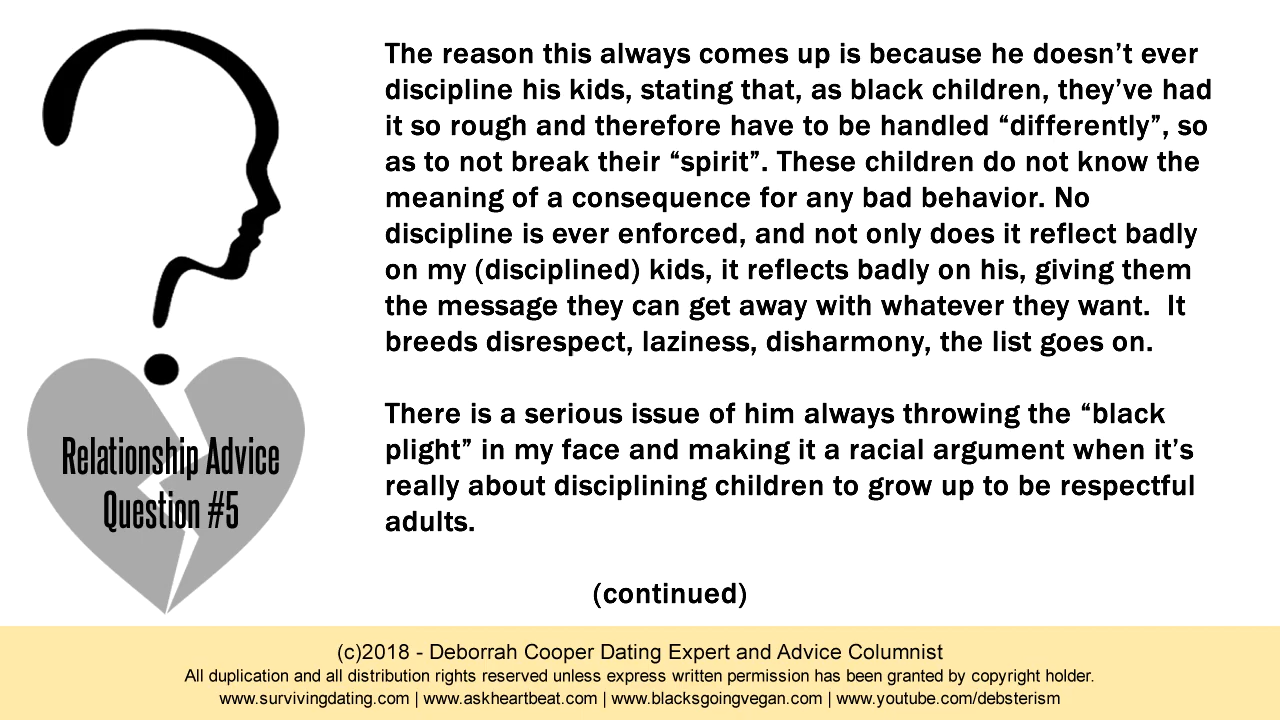 The reason this always comes up is because he doesn’t ever
discipline his kids, stating that, as black children, they’ve had
it so rough and therefore have to be handled “differently”, so
as to not break their “spirit”. These children do not know the
meaning of a consequence for any bad behavior. No
discipline is ever enforced, and not only does it reflect badly
on my (disciplined) kids, it reflects badly on his, giving them
the message they can get away with whatever they want.  It
breeds disrespect, laziness, disharmony, the list goes on.
There is a serious issue of him always throwing the “black
plight” in my face and making it a racial argument when it’s
really about disciplining children to grow up to be respectful
adults.
(continued)
Relationship Advice
Question #5
(c)2018 - Deborrah Cooper Dating Expert and Advice Columnist
All duplication and all distribution rights reserved unless express written permission has been granted by copyright holder.
www.survivingdating.com | www.askheartbeat.com | www.blacksgoingvegan.com | www.youtube.com/debsterism